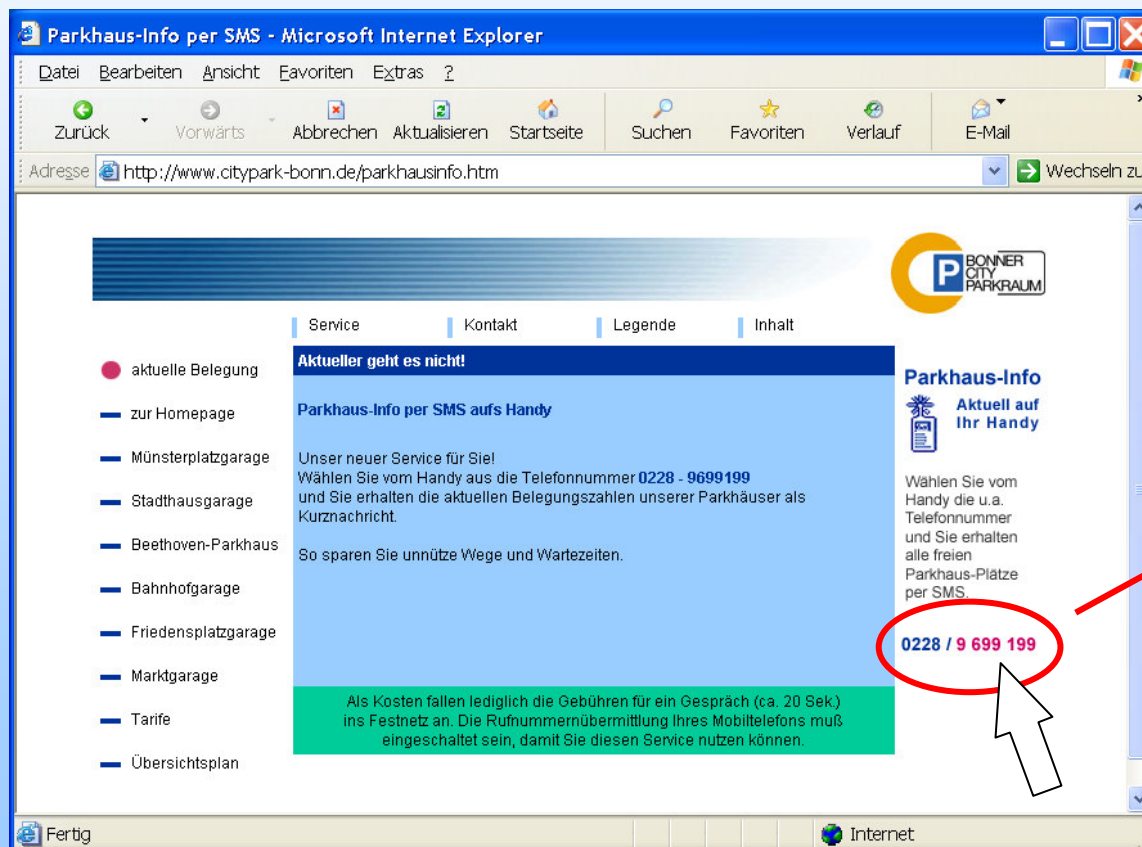 Parkhaus-Info per SMS - Microsoft Internet Explorer
Datei Bearbeiten Ansicht Favoriten Extras ?
Zurück Vorwärts Abbrechen Aktualisieren Startseite Suchen Favoriten Verlauf E-Mail
Adresse http://www.citypark-bonn.de/parkhausinfo.htm Wechseln zu
P BONNER
CITY
PARKRAUM
Service Kontakt Legende Inhalt
aktuelle Belegung
zur Homepage
Münsterplatzgarage
Stadthausgarage
Beethoven-Parkhaus
Bahnhofgarage
Friedensplatzgarage
Marktgarage
Tarife
Übersichtsplan
Aktueller geht es nicht!
Parkhaus-Info per SMS aufs Handy
Unser neuer Service für Sie!
Wählen Sie vom Handy aus die Telefonnummer 0228 - 9699199
und Sie erhalten die aktuellen Belegungszahlen unserer Parkhäuser als
Kurznachricht.
So sparen Sie unnütze Wege und Wartezeiten.
Als Kosten fallen lediglich die Gebühren für ein Gespräch (ca. 20 Sek.)
ins Festnetz an. Die Rufnummernübermittlung Ihres Mobiltelefons muß
eingeschaltet sein, damit Sie diesen Service nutzen können.
Parkhaus-Info
Aktuell auf
Ihr Handy
Wählen Sie vom
Handy die u.a.
Telefonnummer
und Sie erhalten
alle freien
Parkhaus-Plätze
per SMS.
0228 / 9 699 199
Fertig Internet